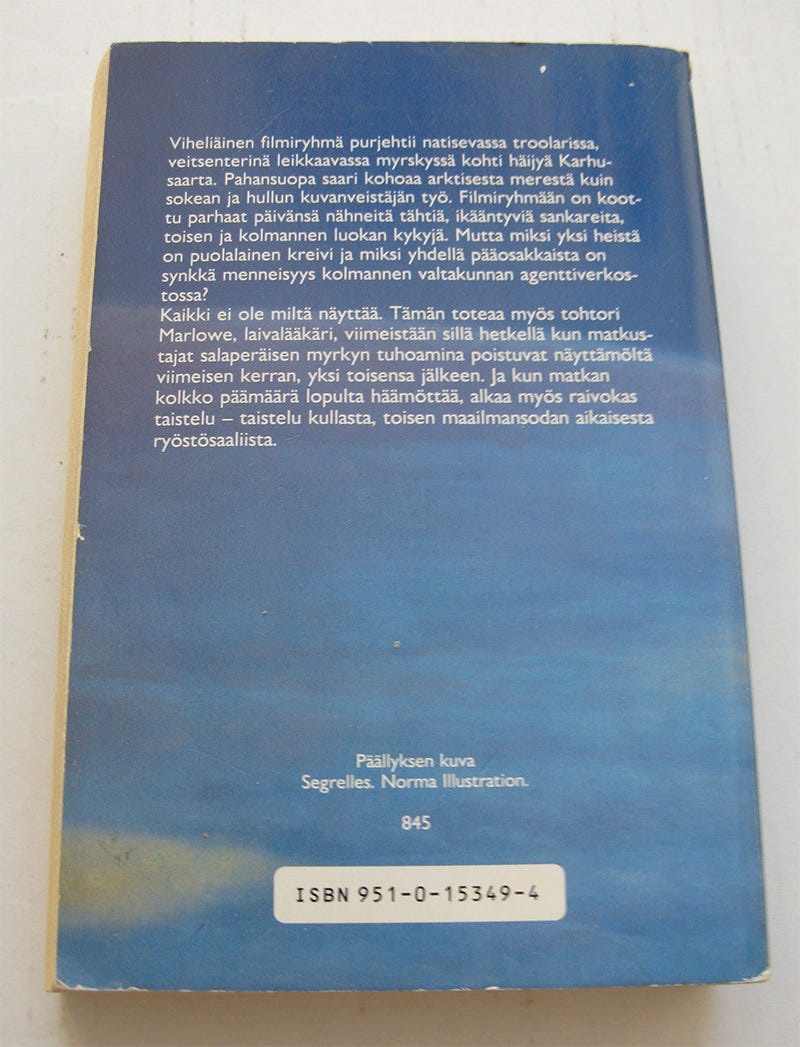 Viheliäinen filmiryhmä purjehtii natisevassa troolarissa,
veitsenterinä leikkaavassa myrskyssä kohti häijyä Karhu-
saarta. Pahansuopa saari kohoaa arktisesta merestä kuin
sokean ja hullun kuvanveistäjän työ. Filmiryhmään on koot-
tu parhaat päivänsä nähneitä tähtiä, ikääntyviä sankareita,
toisen ja kolmannen luokan kykyjä. Mutta miksi yksi heistä
on puolalainen kreivi ja miksi yhdellä pääosakkaista on
synkkä menneisyys kolmannen valtakunnan agenttiverkos-
tossa?
Kaikki ei ole miltä näyttää. Tämän toteaa myös tohtori
Marlowe, laivalääkäri, viimeistään sillä hetkellä kun matkus-
tajat salaperäisen myrkyn tuhoamina poistuvat näyttämöltä
viimeisen kerran, yksi toisensa jälkeen. Ja kun matkan
kolkko päämäärä lopulta häämöttää, alkaa myös raivokas
taistelu – taistelu kullasta, toisen maailmansodan aikaisesta
ryöstösaaliista.
Päällyksen kuva
Segrelles. Norma Illustration.
845
ISBN 951-0-15349-4